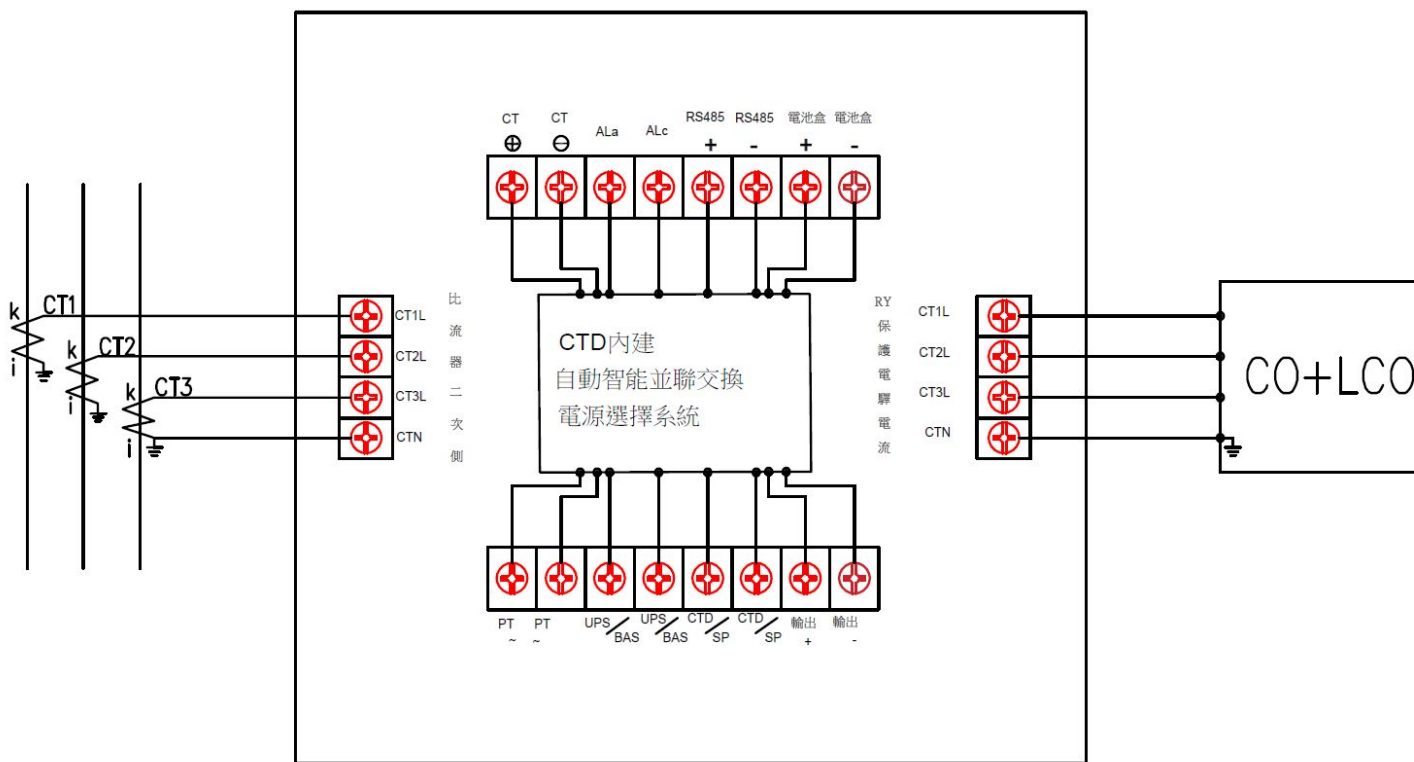 CT CT ALa ALc RS485 RS485 電池盒 電池盒
⊕ ⊖ + - + -
k CT1
i
k CT2
i
k CT3
i
CT1L
CT2L
CT3L
CTN
比流器二次側
CTD內建
自動智能並聯交換
電源選擇系統
RY
保護電驛電流
CT1L
CT2L
CT3L
CTN
CO+LCO
PT PT UPS/BAS UPS/BAS CTD/SP CTD/SP 輸出 輸出
~ ~ + -